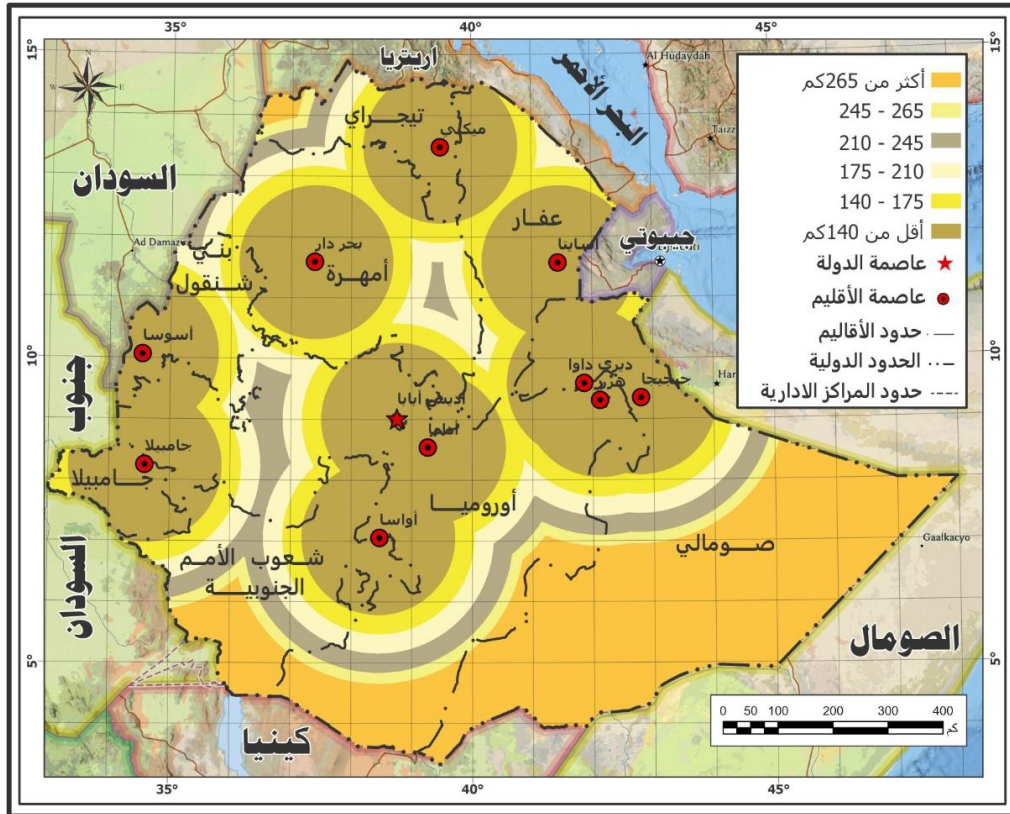 35°
40°
45°
15°
15°
10°
10°
5°
5°
35°
40°
45°
N
W
E
S
اريتريا
البحر الأحمر
Al Hudaydah
Taizz
السودان
Ad Damaz
تيجراي
ميكلي
عفار
أسايتا
جيبوتي
بحر دار
أمهرة
بني
شنقول
أسوسا
جنوب
السودان
جامبيلا
جامبيلا
أديس أبابا
ديري داوا
هرر
جيجيجا
Har
أوروميا
أواسا
شعوب الأمم
الجنوبية
صومالي
Gaalkacyo
الصومال
كينيا
أكثر من 265كم
245 - 265
210 - 245
175 - 210
140 - 175
أقل من 140كم
عاصمة الدولة
عاصمة الأقليم
حدود الأقاليم
الحدود الدولية
حدود المراكز الادارية
0 50 100 200 300 400
كم